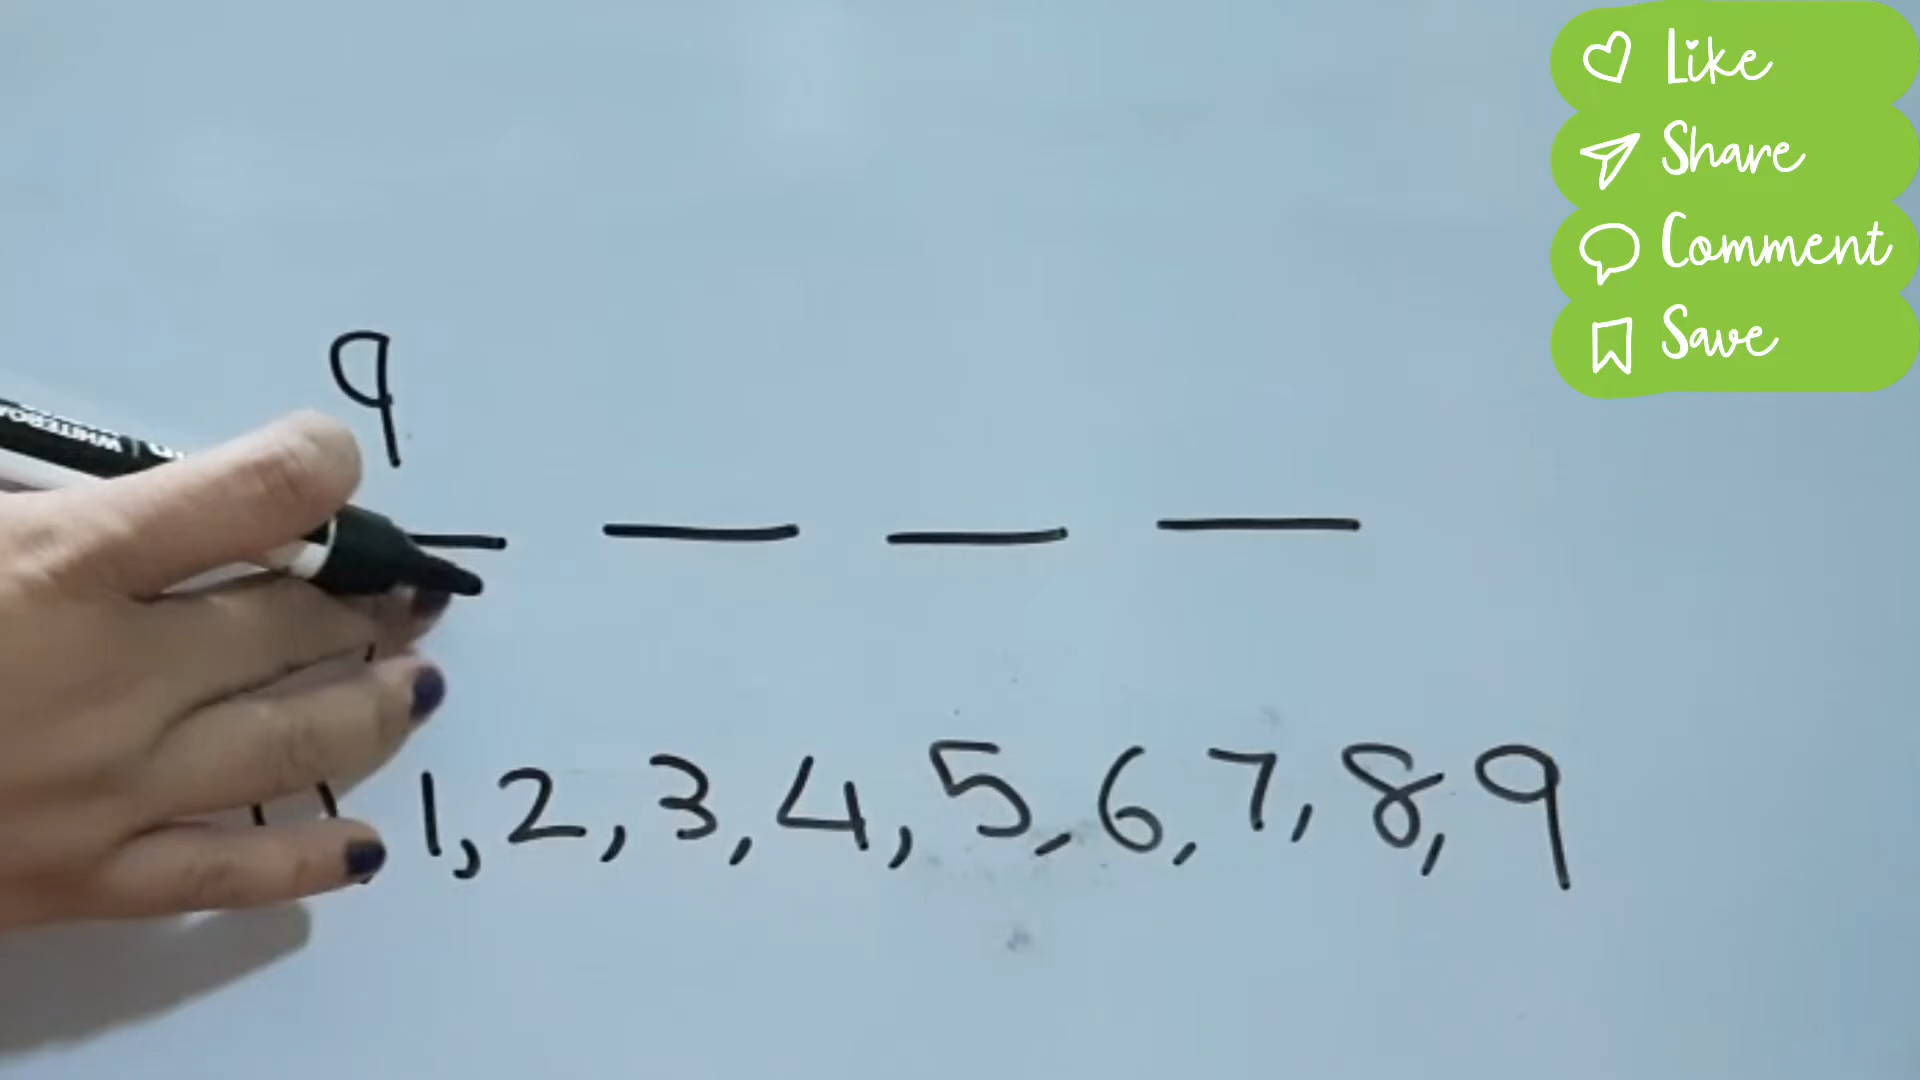 Like
Share
Comment
Save
9
1, 2, 3, 4, 5, 6, 7, 8, 9